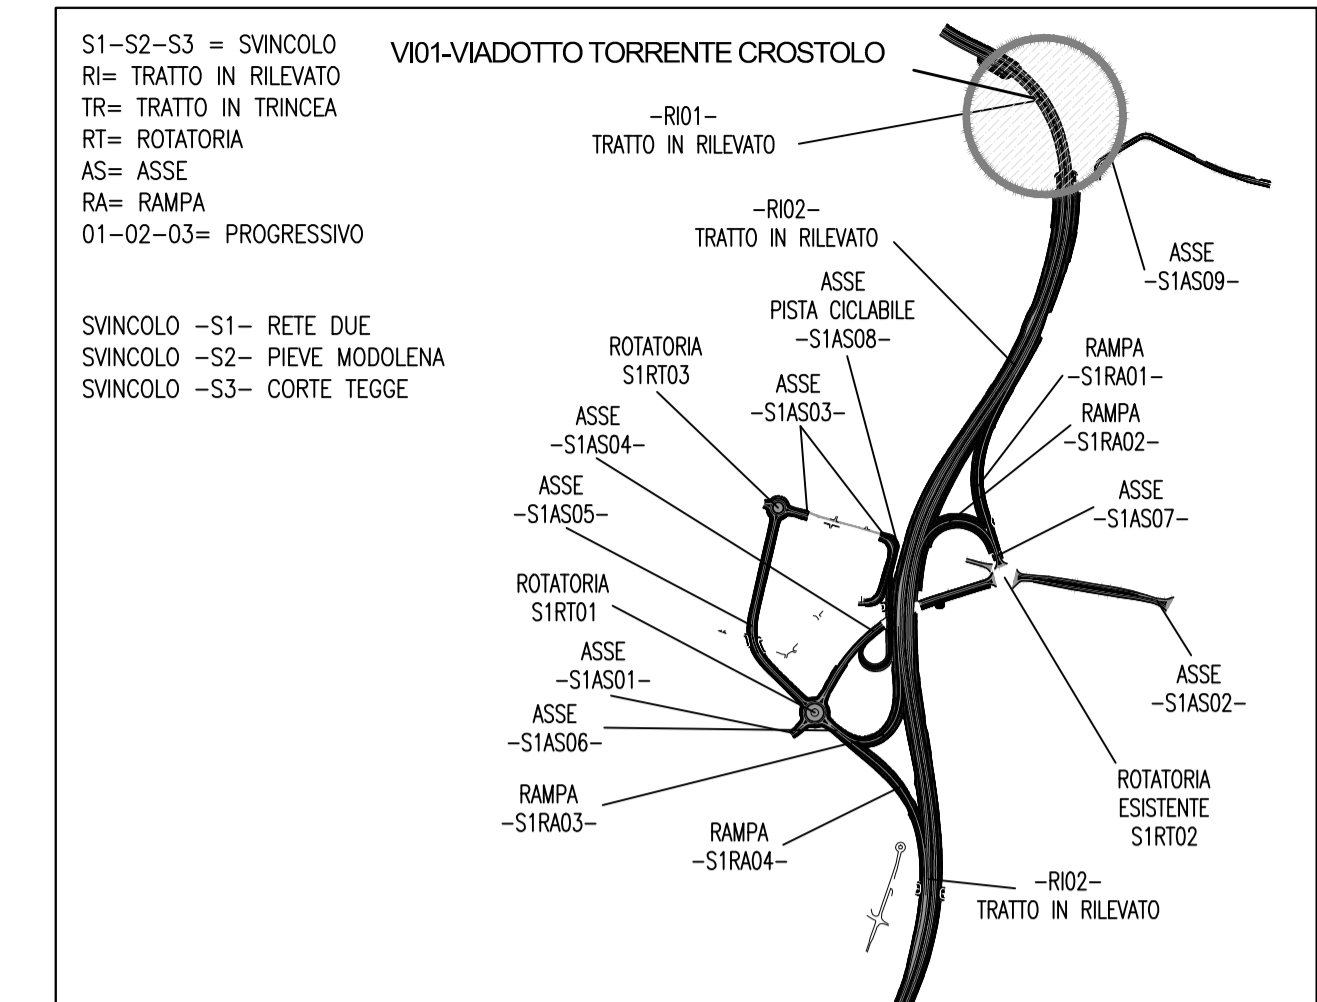 S1-S2-S3 = SVINCOLO
RI= TRATTO IN RILEVATO
TR= TRATTO IN TRINCEA
RT= ROTATORIA
AS= ASSE
RA= RAMPA
01-02-03= PROGRESSIVO
SVINCOLO -S1- RETE DUE
SVINCOLO -S2- PIEVE MODOLENA
SVINCOLO -S3- CORTE TEGGE
VI01-VIADOTTO TORRENTE CROSTOLO
-RI01-
TRATTO IN RILEVATO
-RI02-
TRATTO IN RILEVATO
ASSE
-S1AS09-
ASSE
PISTA CICLABILE
-S1AS08-
ROTATORIA
S1RT03
ASSE
-S1AS03-
RAMPA
-S1RA01-
RAMPA
-S1RA02-
ASSE
-S1AS04-
ASSE
-S1AS05-
ASSE
-S1AS07-
ROTATORIA
S1RT01
ASSE
-S1AS01-
ASSE
-S1AS02-
ASSE
-S1AS06-
RAMPA
-S1RA03-
RAMPA
-S1RA04-
ROTATORIA
ESISTENTE
S1RT02
-RI02-
TRATTO IN RILEVATO